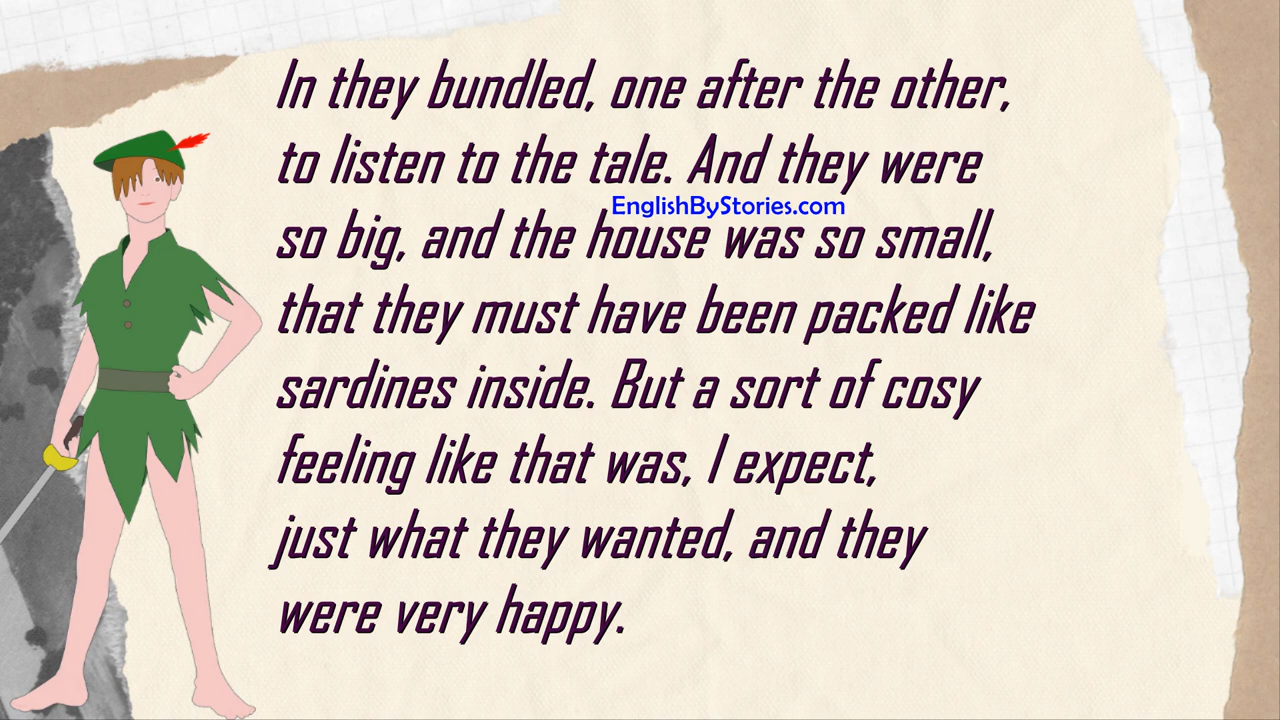 In they bundled, one after the other,
to listen to the tale. And they were
EnglishByStories.com
so big, and the house was so small,
that they must have been packed like
sardines inside. But a sort of cosy
feeling like that was, I expect,
just what they wanted, and they
were very happy.